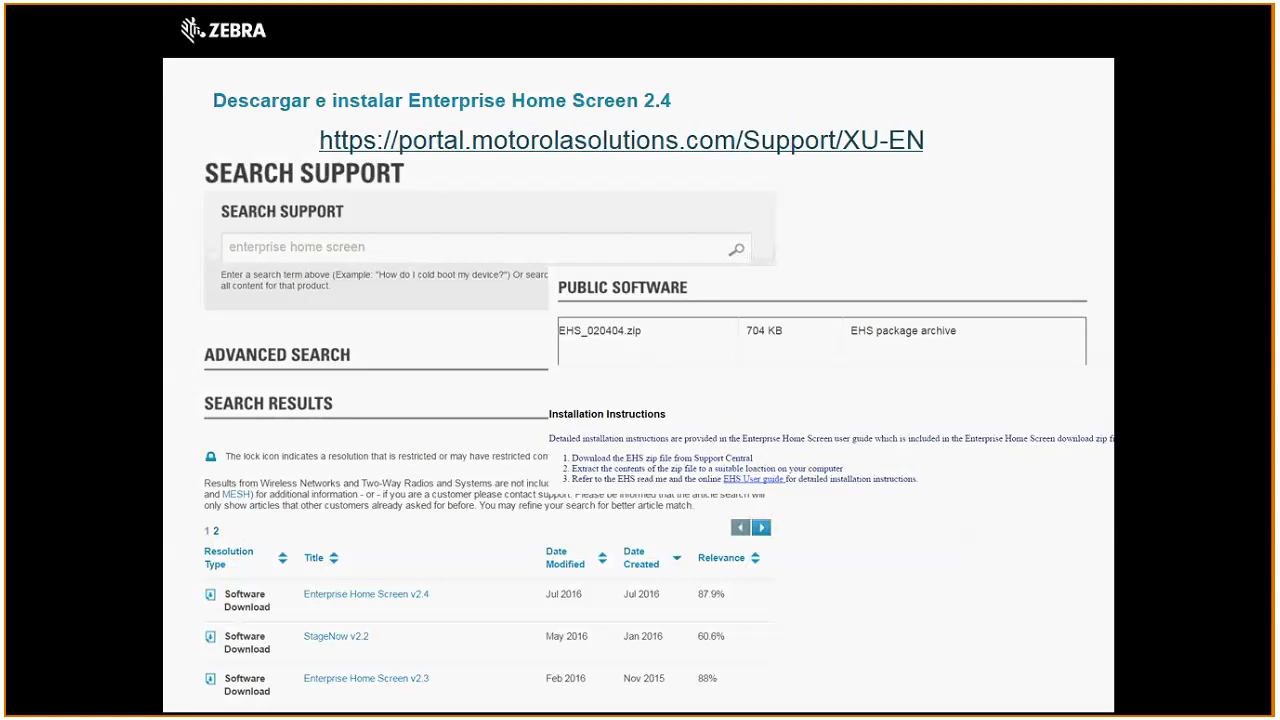 ZEBRA
Descargar e instalar Enterprise Home Screen 2.4
https://portal.motorolasolutions.com/Support/XU-EN
SEARCH SUPPORT
SEARCH SUPPORT
enterprise home screen
Enter a search term above (Example: "How do I cold boot my device?") Or searc
all content for that product.
PUBLIC SOFTWARE
EHS_020404.zip 704 KB EHS package archive
ADVANCED SEARCH
SEARCH RESULTS
Installation Instructions
Detailed installation instructions are provided in the Enterprise Home Screen user guide which is included in the Enterprise Home Screen download zip fi
1. Download the EHS zip file from Support Central
2. Extract the contents of the zip file to a suitable loaction on your computer
3. Refer to the EHS read me and the online EHS User guide for detailed installation instructions.
The lock icon indicates a resolution that is restricted or may have restricted con
Results from Wireless Networks and Two-Way Radios and Systems are not inclu
and MESH) for additional information - or - if you are a customer please contact support. Please be informed that the article search will
only show articles that other customers already asked for before. You may refine your search for better article match.
1 2
Resolution Type Title Date Modified Date Created Relevance
Software Download Enterprise Home Screen v2.4 Jul 2016 Jul 2016 87.9%
Software Download StageNow v2.2 May 2016 Jan 2016 60.6%
Software Download Enterprise Home Screen v2.3 Feb 2016 Nov 2015 88%